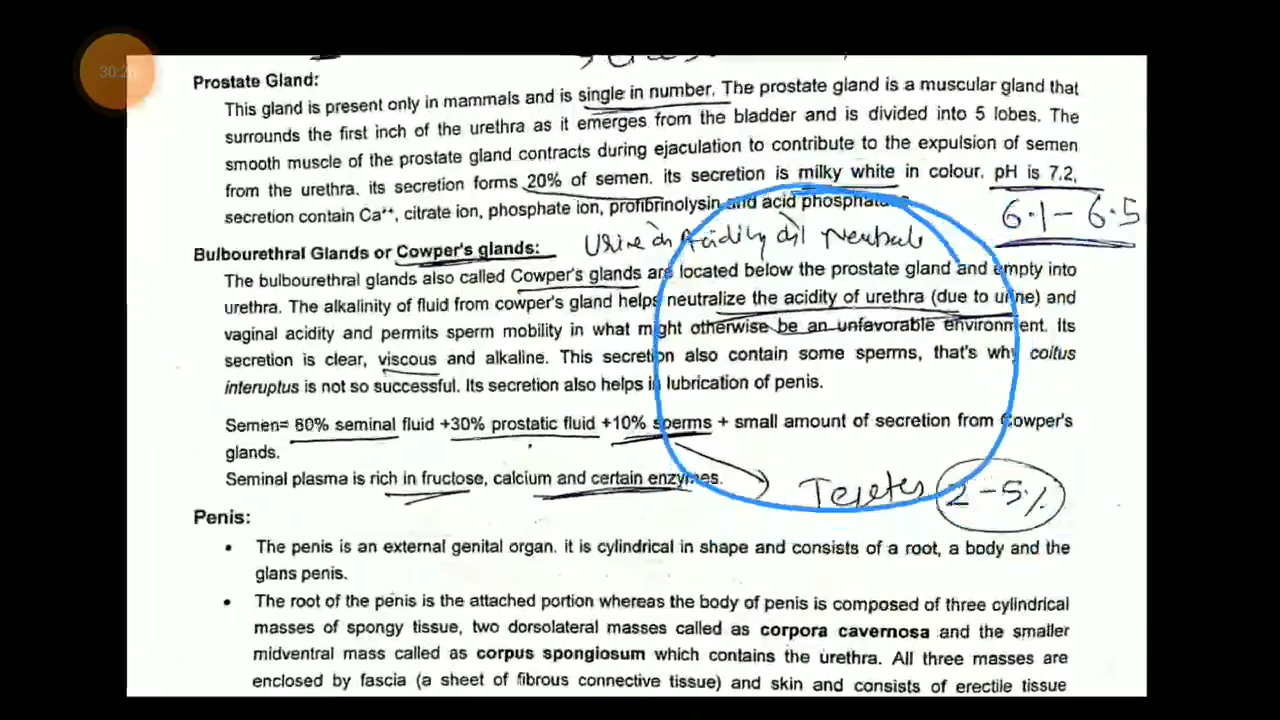 30:2
Prostate Gland:
This gland is present only in mammals and is single in number. The prostate gland is a muscular gland that
surrounds the first inch of the urethra as it emerges from the bladder and is divided into 5 lobes. The
smooth muscle of the prostate gland contracts during ejaculation to contribute to the expulsion of semen
from the urethra. its secretion forms 20% of semen. its secretion is milky white in colour. pH is 7.2,
secretion contain Ca⁺⁺, citrate ion, phosphate ion, profibrinolysin and acid phosphatase
6.1 – 6.5
Urine Acidity Neutral
Bulbourethral Glands or Cowper's glands:
The bulbourethral glands also called Cowper's glands are located below the prostate gland and empty into
urethra. The alkalinity of fluid from cowper's gland helps neutralize the acidity of urethra (due to urine) and
vaginal acidity and permits sperm mobility in what might otherwise be an unfavorable environment. Its
secretion is clear, viscous and alkaline. This secretion also contain some sperms, that's why coitus
interuptus is not so successful. Its secretion also helps in lubrication of penis.
Semen= 60% seminal fluid +30% prostatic fluid +10% sperms + small amount of secretion from Cowper's
glands.
Seminal plasma is rich in fructose, calcium and certain enzymes.
2 – 5%
Penis:
• The penis is an external genital organ. it is cylindrical in shape and consists of a root, a body and the
glans penis.
• The root of the penis is the attached portion whereas the body of penis is composed of three cylindrical
masses of spongy tissue, two dorsolateral masses called as corpora cavernosa and the smaller
midventral mass called as corpus spongiosum which contains the urethra. All three masses are
enclosed by fascia (a sheet of fibrous connective tissue) and skin and consists of erectile tissue